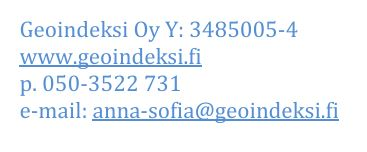 Geoindeksi Oy Y: 3485005-4
www.geoindeksi.fi
p. 050-3522 731
e-mail: anna-sofia@geoindeksi.fi